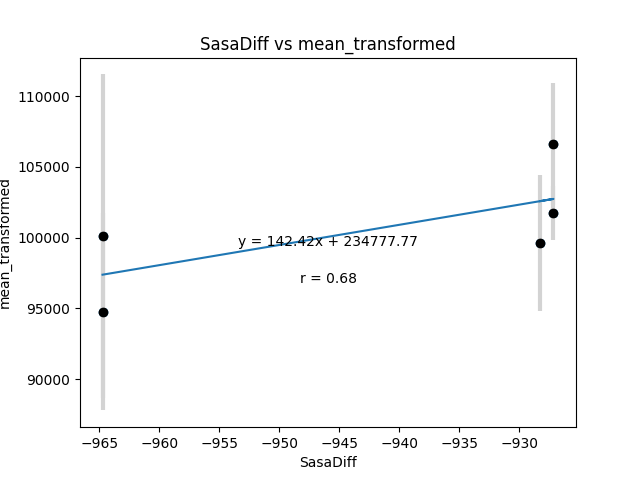 SasaDiff vs mean_transformed
mean_transformed
110000
105000
100000
95000
90000
y = 142.42x + 234777.77
r = 0.68
−965
−960
−955
−950
−945
−940
−935
−930
SasaDiff